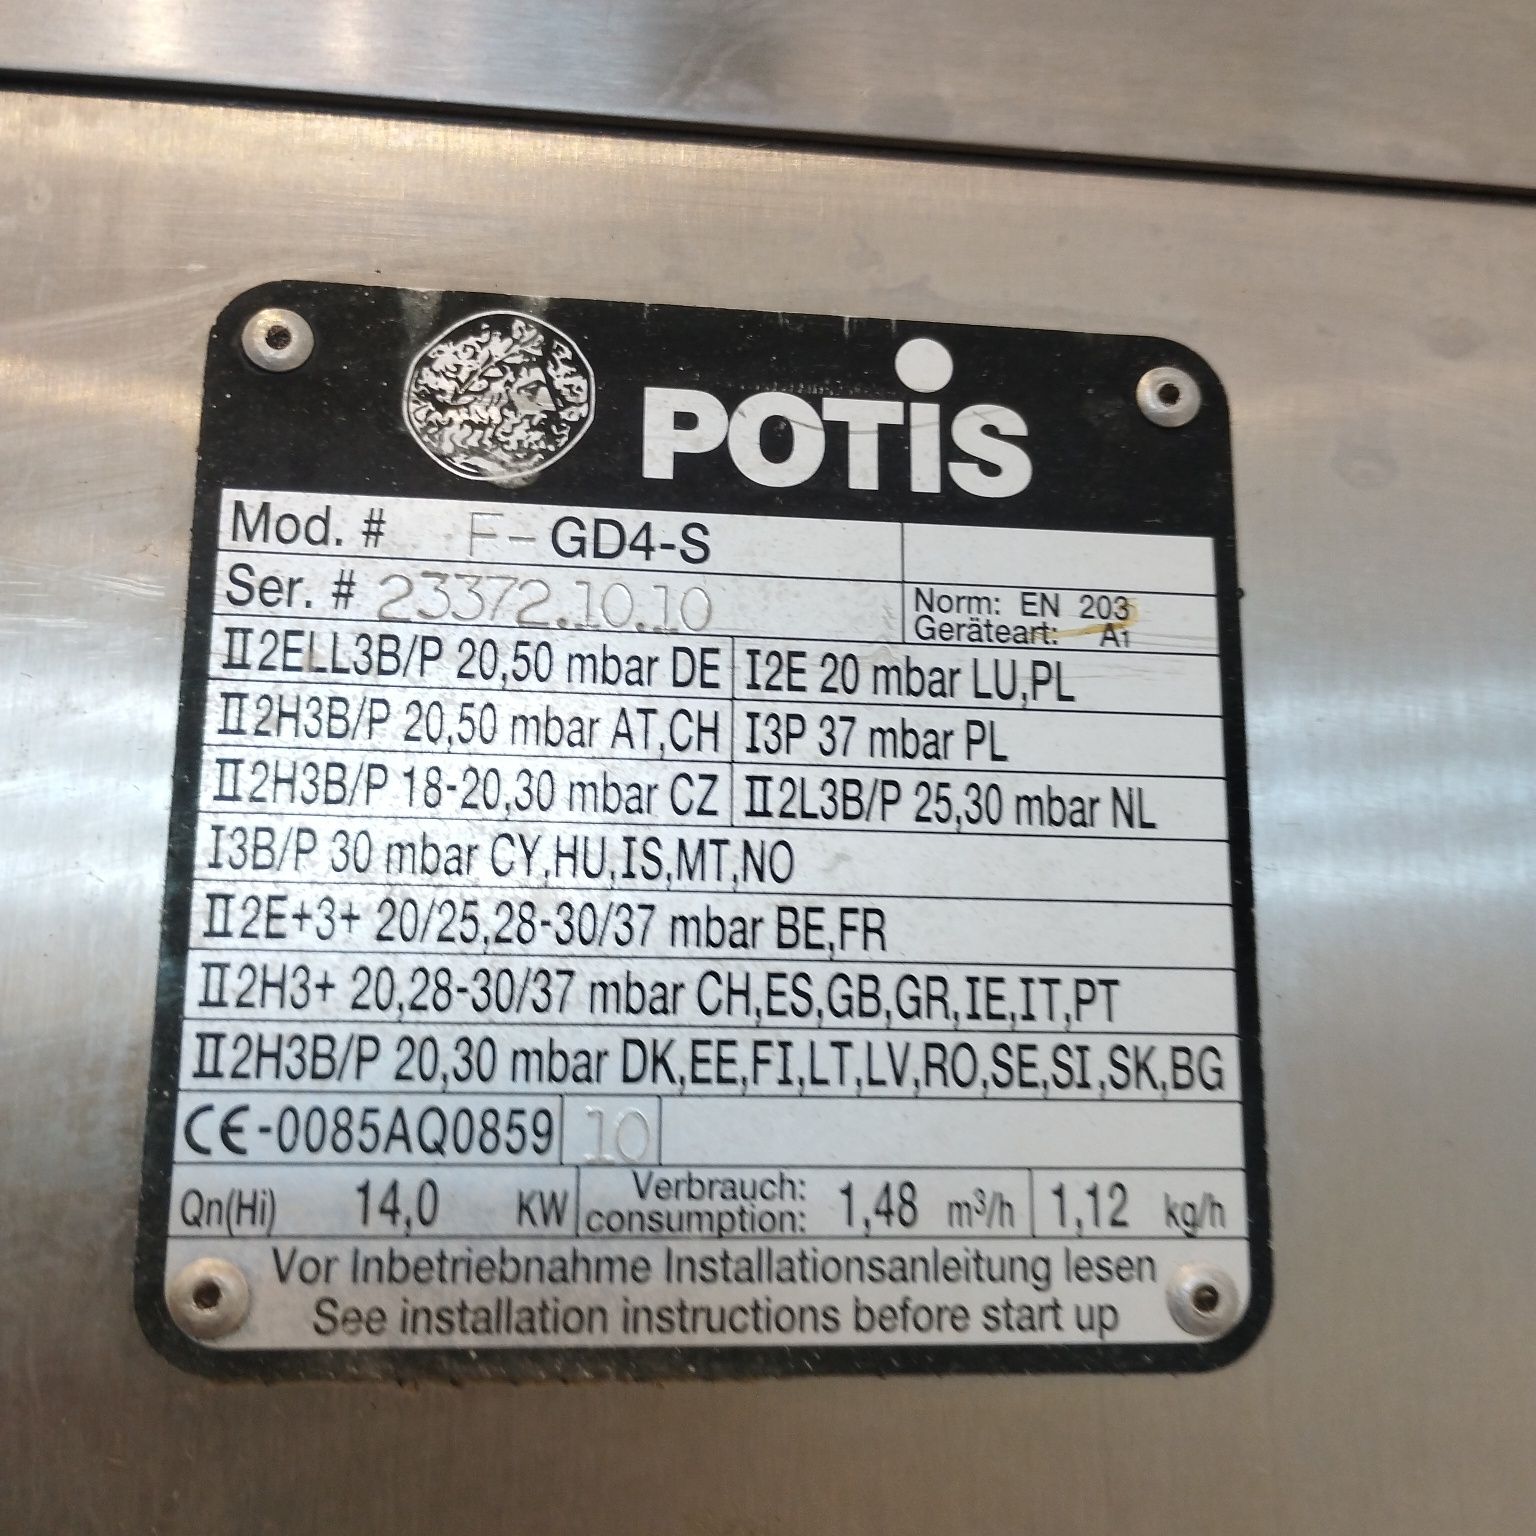 POTiS
Mod. # F- GD4-S
Ser. # 23372.10.10
Norm: EN 203
Geräteart: A1
II2ELL3B/P 20,50 mbar DE I2E 20 mbar LU,PL
II2H3B/P 20,50 mbar AT,CH I3P 37 mbar PL
II2H3B/P 18-20,30 mbar CZ II2L3B/P 25,30 mbar NL
I3B/P 30 mbar CY,HU,IS,MT,NO
II2E+3+ 20/25,28-30/37 mbar BE,FR
II2H3+ 20,28-30/37 mbar CH,ES,GB,GR,IE,IT,PT
II2H3B/P 20,30 mbar DK,EE,FI,LT,LV,RO,SE,SI,SK,BG
CE-0085AQ0859 10
Qn(Hi) 14,0 KW Verbrauch: consumption: 1,48 m³/h 1,12 kg/h
Vor Inbetriebnahme Installationsanleitung lesen
See installation instructions before start up